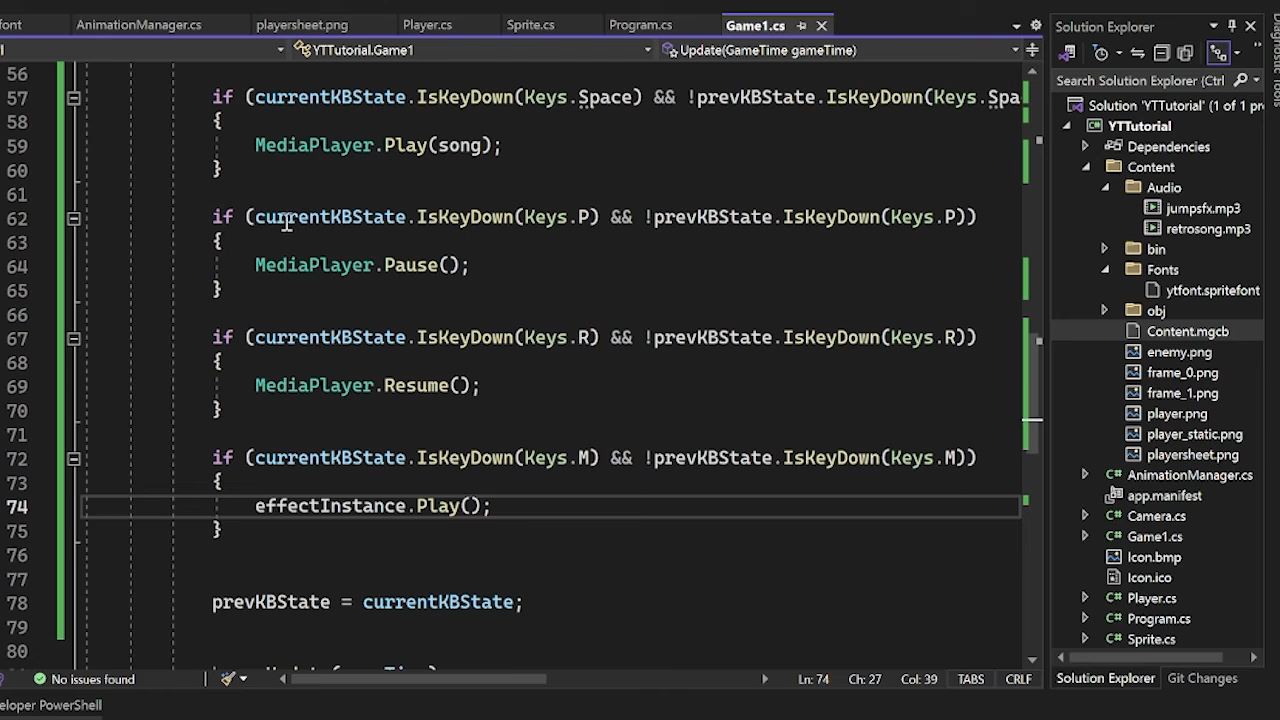 font AnimationManager.cs playersheet.png Player.cs Sprite.cs Program.cs Game1.cs
YTTutorial.Game1 Update(GameTime gameTime)
56
57 if (currentKBState.IsKeyDown(Keys.Space) && !prevKBState.IsKeyDown(Keys.Spa
58 {
59 MediaPlayer.Play(song);
60 }
61
62 if (currentKBState.IsKeyDown(Keys.P) && !prevKBState.IsKeyDown(Keys.P))
63 {
64 MediaPlayer.Pause();
65 }
66
67 if (currentKBState.IsKeyDown(Keys.R) && !prevKBState.IsKeyDown(Keys.R))
68 {
69 MediaPlayer.Resume();
70 }
71
72 if (currentKBState.IsKeyDown(Keys.M) && !prevKBState.IsKeyDown(Keys.M))
73 {
74 effectInstance.Play();
75 }
76
77
78 prevKBState = currentKBState;
79
80
No issues found Ln: 74 Ch: 27 Col: 39 TABS CRLF
eloper PowerShell
Solution Explorer
Search Solution Explorer (Ctrl
Solution 'YTTutorial' (1 of 1 p
YTTutorial
Dependencies
Content
Audio
jumpsfx.mp3
retrosong.mp3
bin
Fonts
ytfont.spritefont
obj
Content.mgcb
enemy.png
frame_0.png
frame_1.png
player.png
player_static.png
playersheet.png
AnimationManager.cs
app.manifest
Camera.cs
Game1.cs
Icon.bmp
Icon.ico
Player.cs
Program.cs
Sprite.cs
Solution Explorer Git Changes